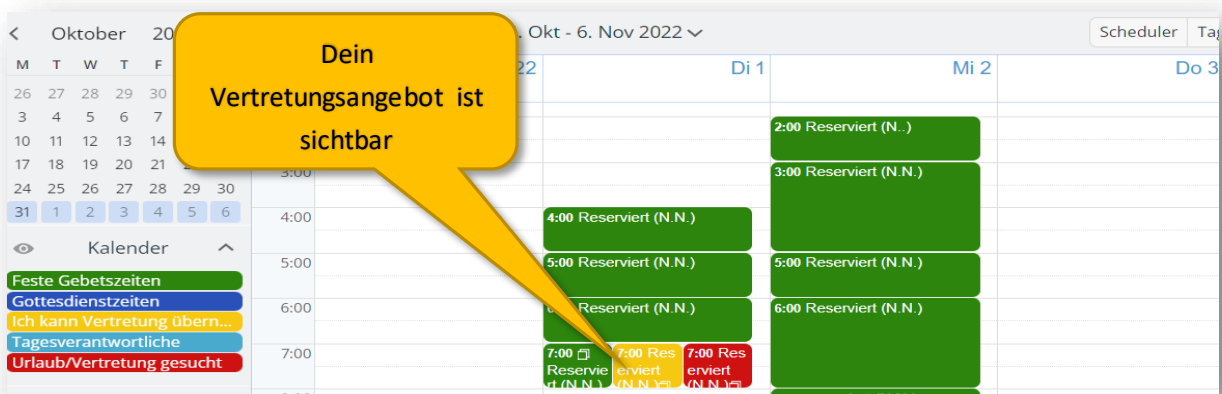 Oktober 20
M T W T F
26 27 28 29 30
3 4 5 6 7
10 11 12 13 14
17 18 19 20 21
24 25 26 27 28 29 30
31 1 2 3 4 5 6
Kalender
Feste Gebetszeiten
Gottesdienstzeiten
Ich kann Vertretung übern...
Tagesverantwortliche
Urlaub/Vertretung gesucht
Dein
Vertretungsangebot ist
sichtbar
. Okt - 6. Nov 2022
Scheduler
22 Di 1 Mi 2 Do 3
3:00
4:00
5:00
6:00
7:00
4:00 Reserviert (N.N.)
5:00 Reserviert (N.N.)
Reserviert (N.N.)
7:00
Reservie
rt (N.N.)
7:00 Res
erviert
(N.N.)
7:00 Res
erviert
(N.N.)
2:00 Reserviert (N..)
3:00 Reserviert (N.N.)
5:00 Reserviert (N.N.)
6:00 Reserviert (N.N.)